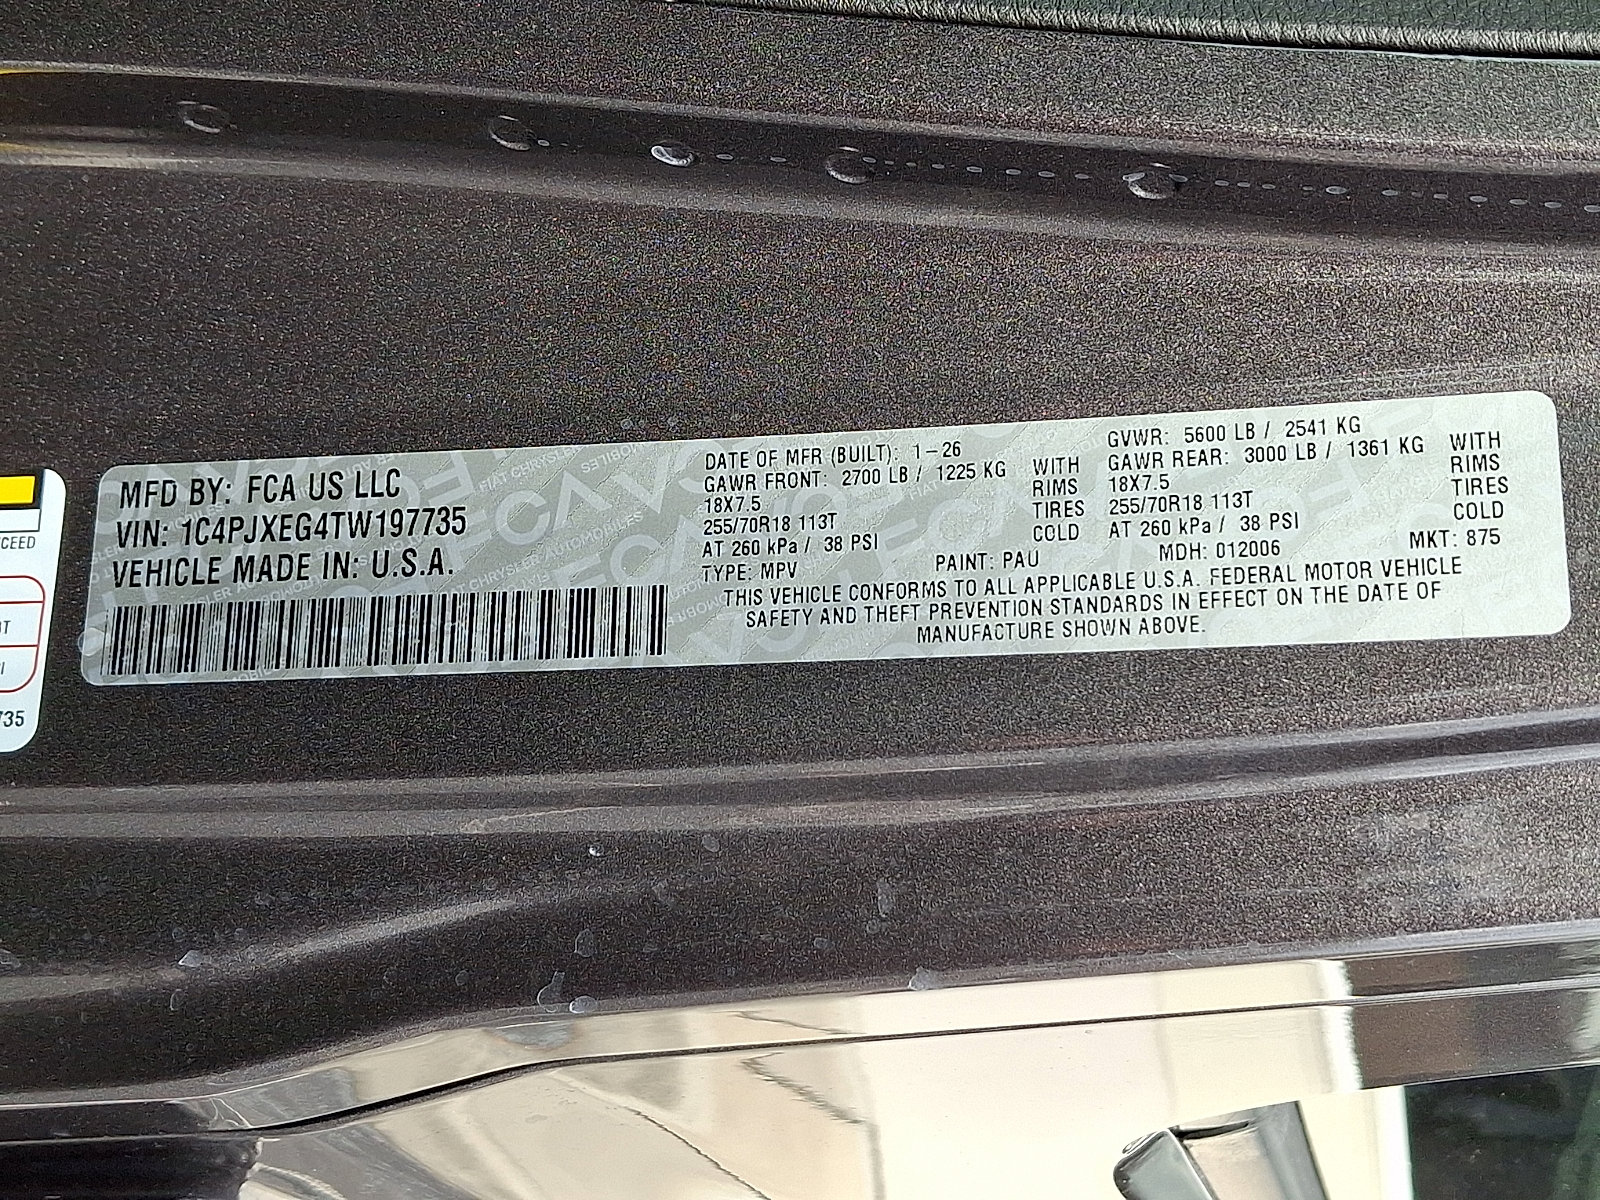 MFD BY: FCA US LLC
VIN: 1C4PJXEG4TW197735
VEHICLE MADE IN: U.S.A.
DATE OF MFR (BUILT): 1-26
GAWR FRONT: 2700 LB / 1225 KG WITH
18X7.5 RIMS
255/70R18 113T TIRES
AT 260 kPa / 38 PSI COLD
GVWR: 5600 LB / 2541 KG
GAWR REAR: 3000 LB / 1361 KG WITH
18X7.5 RIMS
255/70R18 113T TIRES
AT 260 kPa / 38 PSI COLD
TYPE: MPV PAINT: PAU MDH: 012006 MKT: 875
THIS VEHICLE CONFORMS TO ALL APPLICABLE U.S.A. FEDERAL MOTOR VEHICLE
SAFETY AND THEFT PREVENTION STANDARDS IN EFFECT ON THE DATE OF
MANUFACTURE SHOWN ABOVE.
735